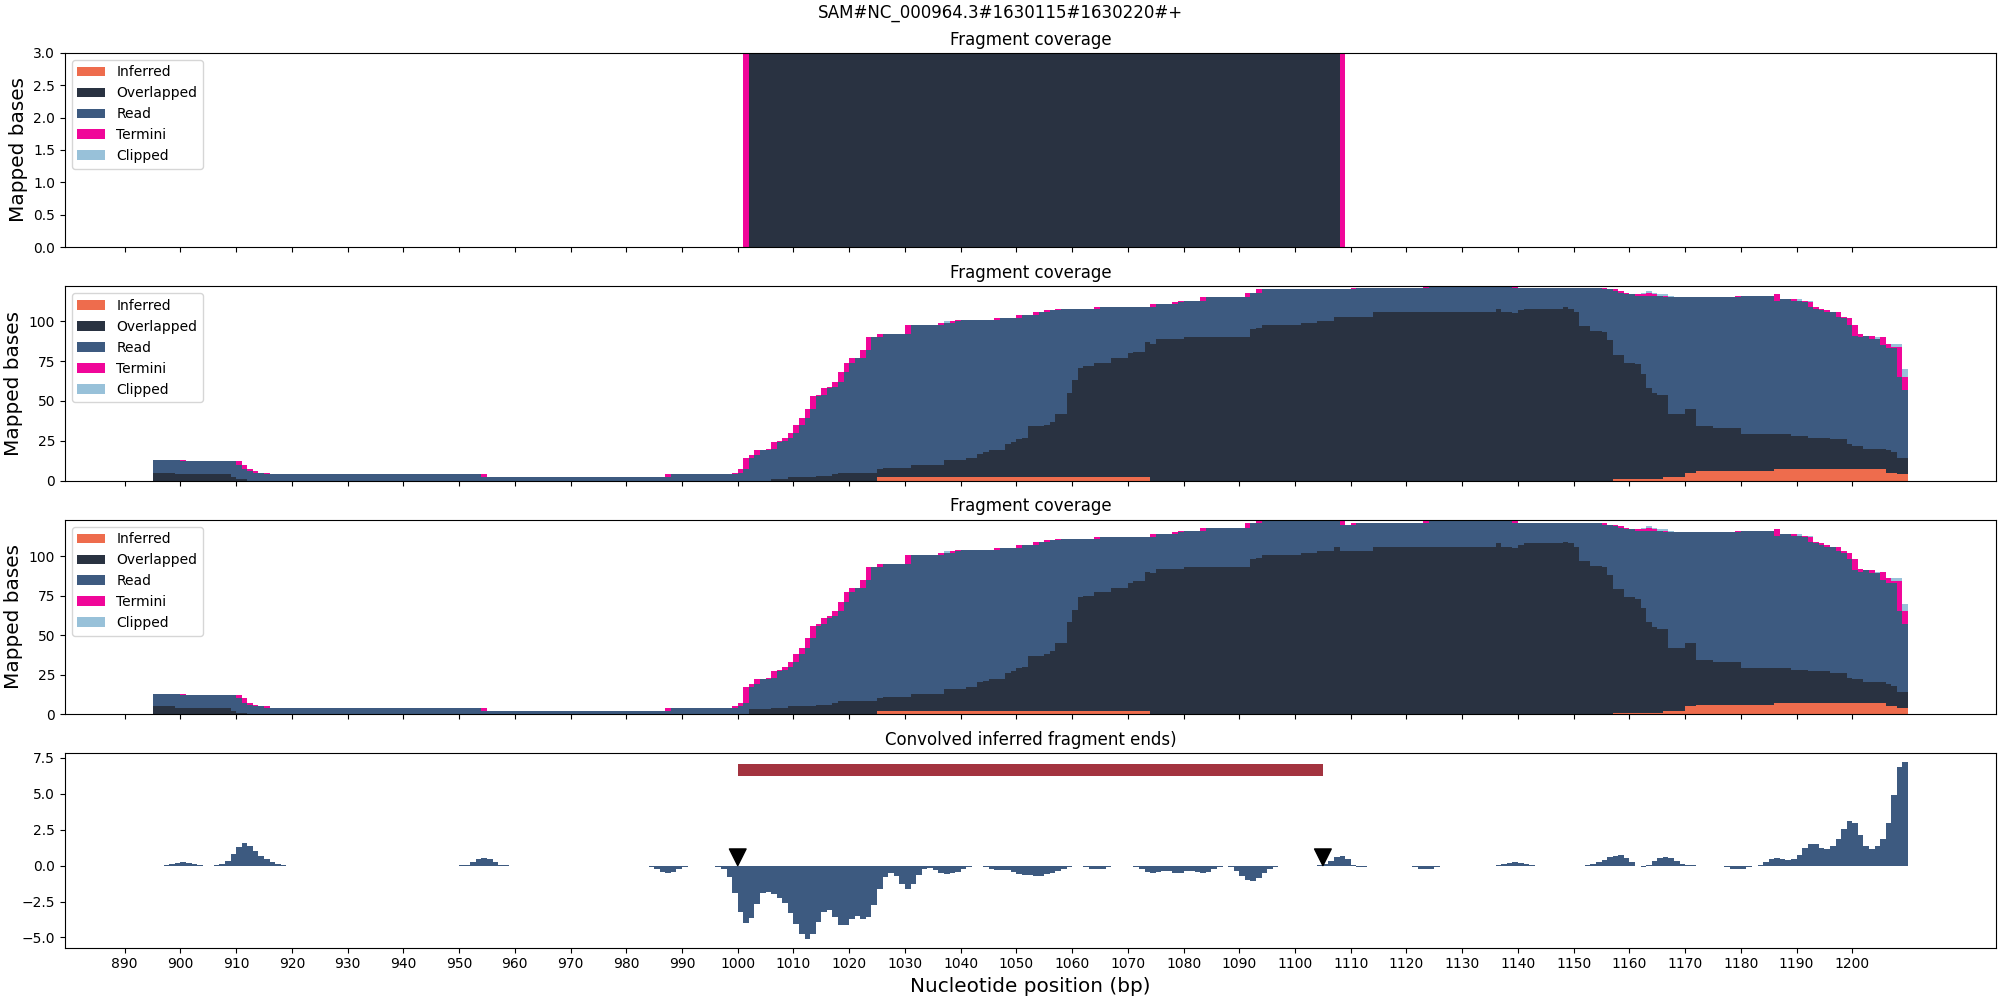 SAM#NC_000964.3#1630115#1630220#+
Fragment coverage
Mapped bases
3.0
2.5
2.0
1.5
1.0
0.5
0.0
Inferred
Overlapped
Read
Termini
Clipped
Fragment coverage
Mapped bases
100
75
50
25
0
Inferred
Overlapped
Read
Termini
Clipped
Fragment coverage
Mapped bases
100
75
50
25
0
Inferred
Overlapped
Read
Termini
Clipped
Convolved inferred fragment ends)
7.5
5.0
2.5
0.0
−2.5
−5.0
890 900 910 920 930 940 950 960 970 980 990 1000 1010 1020 1030 1040 1050 1060 1070 1080 1090 1100 1110 1120 1130 1140 1150 1160 1170 1180 1190 1200
Nucleotide position (bp)